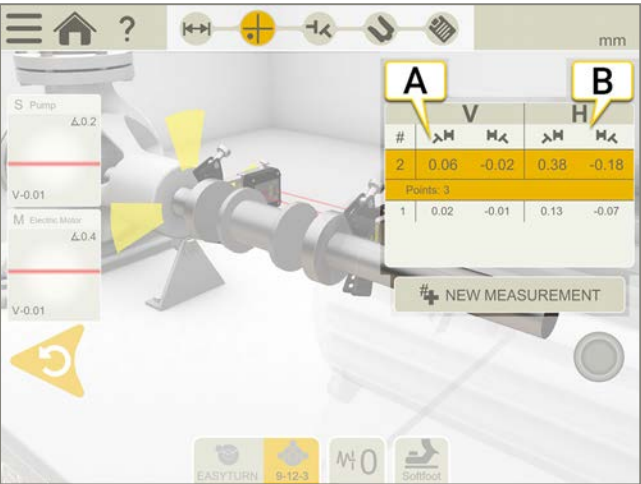 ?
mm
A
B
S Pump
∡0.2
V-0.01
M Electric Motor
∡0.4
V-0.01
V H
#
2 0.06 -0.02 0.38 -0.18
Points: 3
1 0.02 -0.01 0.13 -0.07
# NEW MEASUREMENT
EASYTURN 9-12-3 0 Softfoot